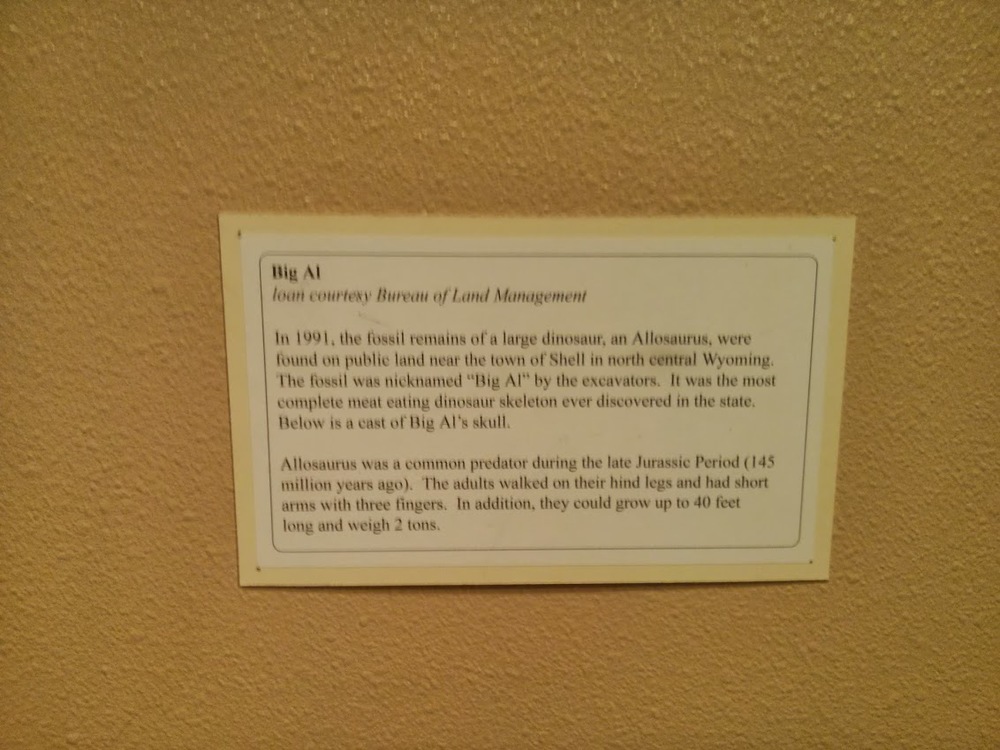 Big Al
loan courtesy Bureau of Land Management
In 1991, the fossil remains of a large dinosaur, an Allosaurus, were
found on public land near the town of Shell in north central Wyoming.
The fossil was nicknamed “Big Al” by the excavators.  It was the most
complete meat eating dinosaur skeleton ever discovered in the state.
Below is a cast of Big Al’s skull.
Allosaurus was a common predator during the late Jurassic Period (145
million years ago).  The adults walked on their hind legs and had short
arms with three fingers.  In addition, they could grow up to 40 feet
long and weigh 2 tons.